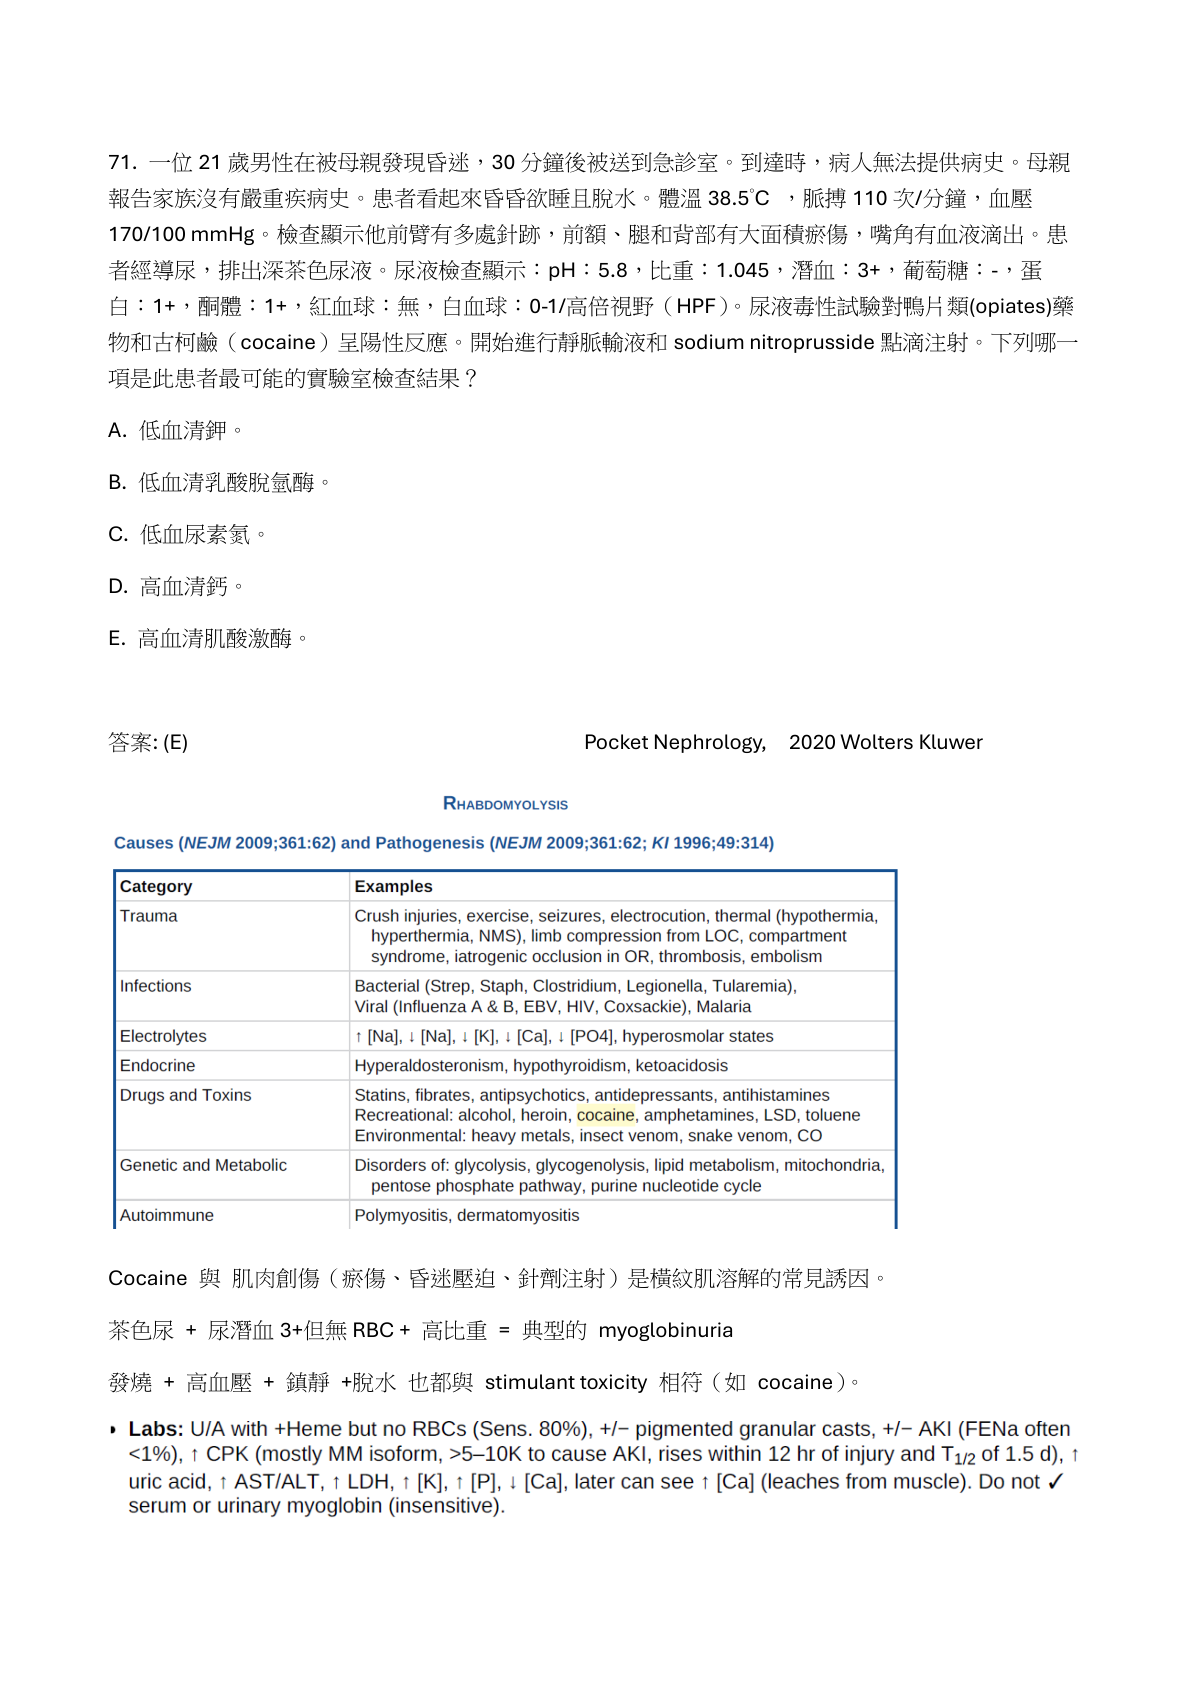 71. 一位 21 歲男性在被母親發現昏迷，30 分鐘後被送到急診室。到達時，病人無法提供病史。母親
報告家族沒有嚴重疾病史。患者看起來昏昏欲睡且脫水。體溫 38.5°C ，脈搏 110 次/分鐘，血壓
170/100 mmHg。檢查顯示他前臂有多處針跡，前額、腿和背部有大面積瘀傷，嘴角有血液滴出。患
者經導尿，排出深茶色尿液。尿液檢查顯示：pH：5.8，比重：1.045，潛血：3+，葡萄糖：-，蛋
白：1+，酮體：1+，紅血球：無，白血球：0-1/高倍視野（HPF）。尿液毒性試驗對鴨片類(opiates)藥
物和古柯鹼（cocaine）呈陽性反應。開始進行靜脈輸液和 sodium nitroprusside 點滴注射。下列哪一
項是此患者最可能的實驗室檢查結果？
A. 低血清鉀。
B. 低血清乳酸脫氫酶。
C. 低血尿素氮。
D. 高血清鈣。
E. 高血清肌酸激酶。
答案: (E) Pocket Nephrology, 2020 Wolters Kluwer
RHABDOMYOLYSIS
Causes (NEJM 2009;361:62) and Pathogenesis (NEJM 2009;361:62; KI 1996;49:314)
Category Examples
Trauma Crush injuries, exercise, seizures, electrocution, thermal (hypothermia,
hyperthermia, NMS), limb compression from LOC, compartment
syndrome, iatrogenic occlusion in OR, thrombosis, embolism
Infections Bacterial (Strep, Staph, Clostridium, Legionella, Tularemia),
Viral (Influenza A & B, EBV, HIV, Coxsackie), Malaria
Electrolytes ↑ [Na], ↓ [Na], ↓ [K], ↓ [Ca], ↓ [PO4], hyperosmolar states
Endocrine Hyperaldosteronism, hypothyroidism, ketoacidosis
Drugs and Toxins Statins, fibrates, antipsychotics, antidepressants, antihistamines
Recreational: alcohol, heroin, cocaine, amphetamines, LSD, toluene
Environmental: heavy metals, insect venom, snake venom, CO
Genetic and Metabolic Disorders of: glycolysis, glycogenolysis, lipid metabolism, mitochondria,
pentose phosphate pathway, purine nucleotide cycle
Autoimmune Polymyositis, dermatomyositis
Cocaine 與 肌肉創傷（瘀傷、昏迷壓迫、針劑注射）是橫紋肌溶解的常見誘因。
茶色尿 + 尿潛血 3+但無 RBC + 高比重 = 典型的 myoglobinuria
發燒 + 高血壓 + 鎮靜 +脫水 也都與 stimulant toxicity 相符（如 cocaine）。
• Labs: U/A with +Heme but no RBCs (Sens. 80%), +/− pigmented granular casts, +/− AKI (FENa often
<1%), ↑ CPK (mostly MM isoform, >5–10K to cause AKI, rises within 12 hr of injury and T1/2 of 1.5 d), ↑
uric acid, ↑ AST/ALT, ↑ LDH, ↑ [K], ↑ [P], ↓ [Ca], later can see ↑ [Ca] (leaches from muscle). Do not ✓
serum or urinary myoglobin (insensitive).